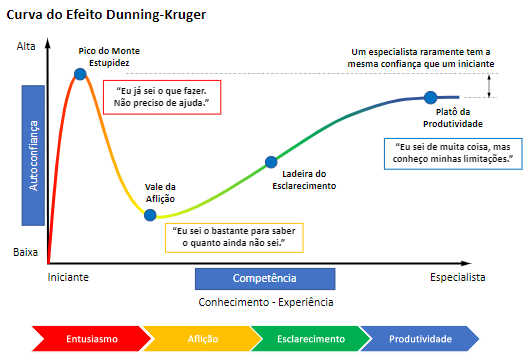 Curva do Efeito Dunning-Kruger
Alta
Pico do Monte
Estupidez
Um especialista raramente tem a
mesma confiança que um iniciante
"Eu já sei o que fazer.
Não preciso de ajuda."
Platô da
Produtividade
"Eu sei de muita coisa, mas
conheço minhas limitações."
Autoconfiança
Vale da
Aflição
Ladeira do
Esclarecimento
"Eu sei o bastante para saber
o quanto ainda não sei."
Baixa
Iniciante
Competência
Especialista
Conhecimento - Experiência
Entusiasmo
Aflição
Esclarecimento
Produtividade